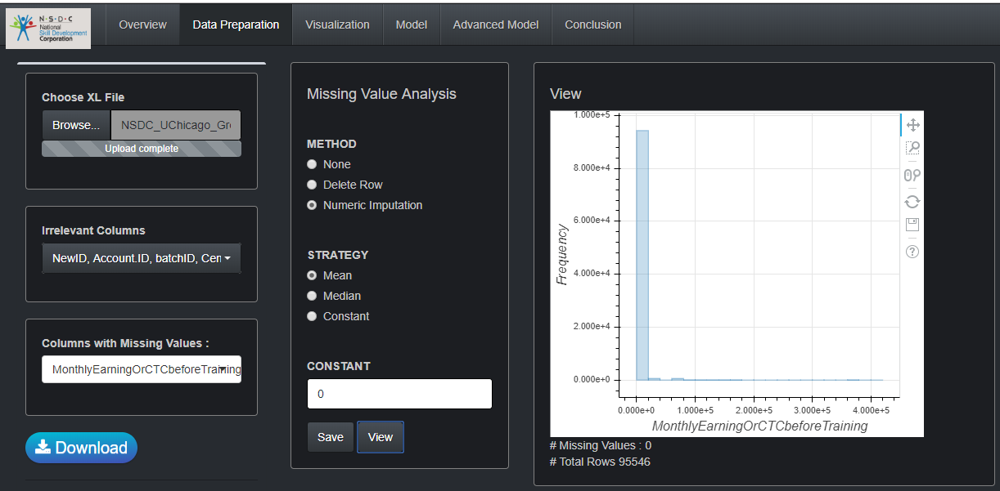 N·S·D·C
National
Skill Development
Corporation
Overview
Data Preparation
Visualization
Model
Advanced Model
Conclusion
Choose XL File
Browse...
NSDC_UChicago_Gr
Upload complete
Irrelevant Columns
NewID, Account.ID, batchID, Cen
Columns with Missing Values :
MonthlyEarningOrCTCbeforeTraining
Download
Missing Value Analysis
METHOD
None
Delete Row
Numeric Imputation
STRATEGY
Mean
Median
Constant
CONSTANT
0
Save
View
View
1.000e+5
8.000e+4
6.000e+4
4.000e+4
2.000e+4
0.000e+0
Frequency
0.000e+0
1.000e+5
2.000e+5
3.000e+5
4.000e+5
MonthlyEarningOrCTCbeforeTraining
# Missing Values : 0
# Total Rows 95546